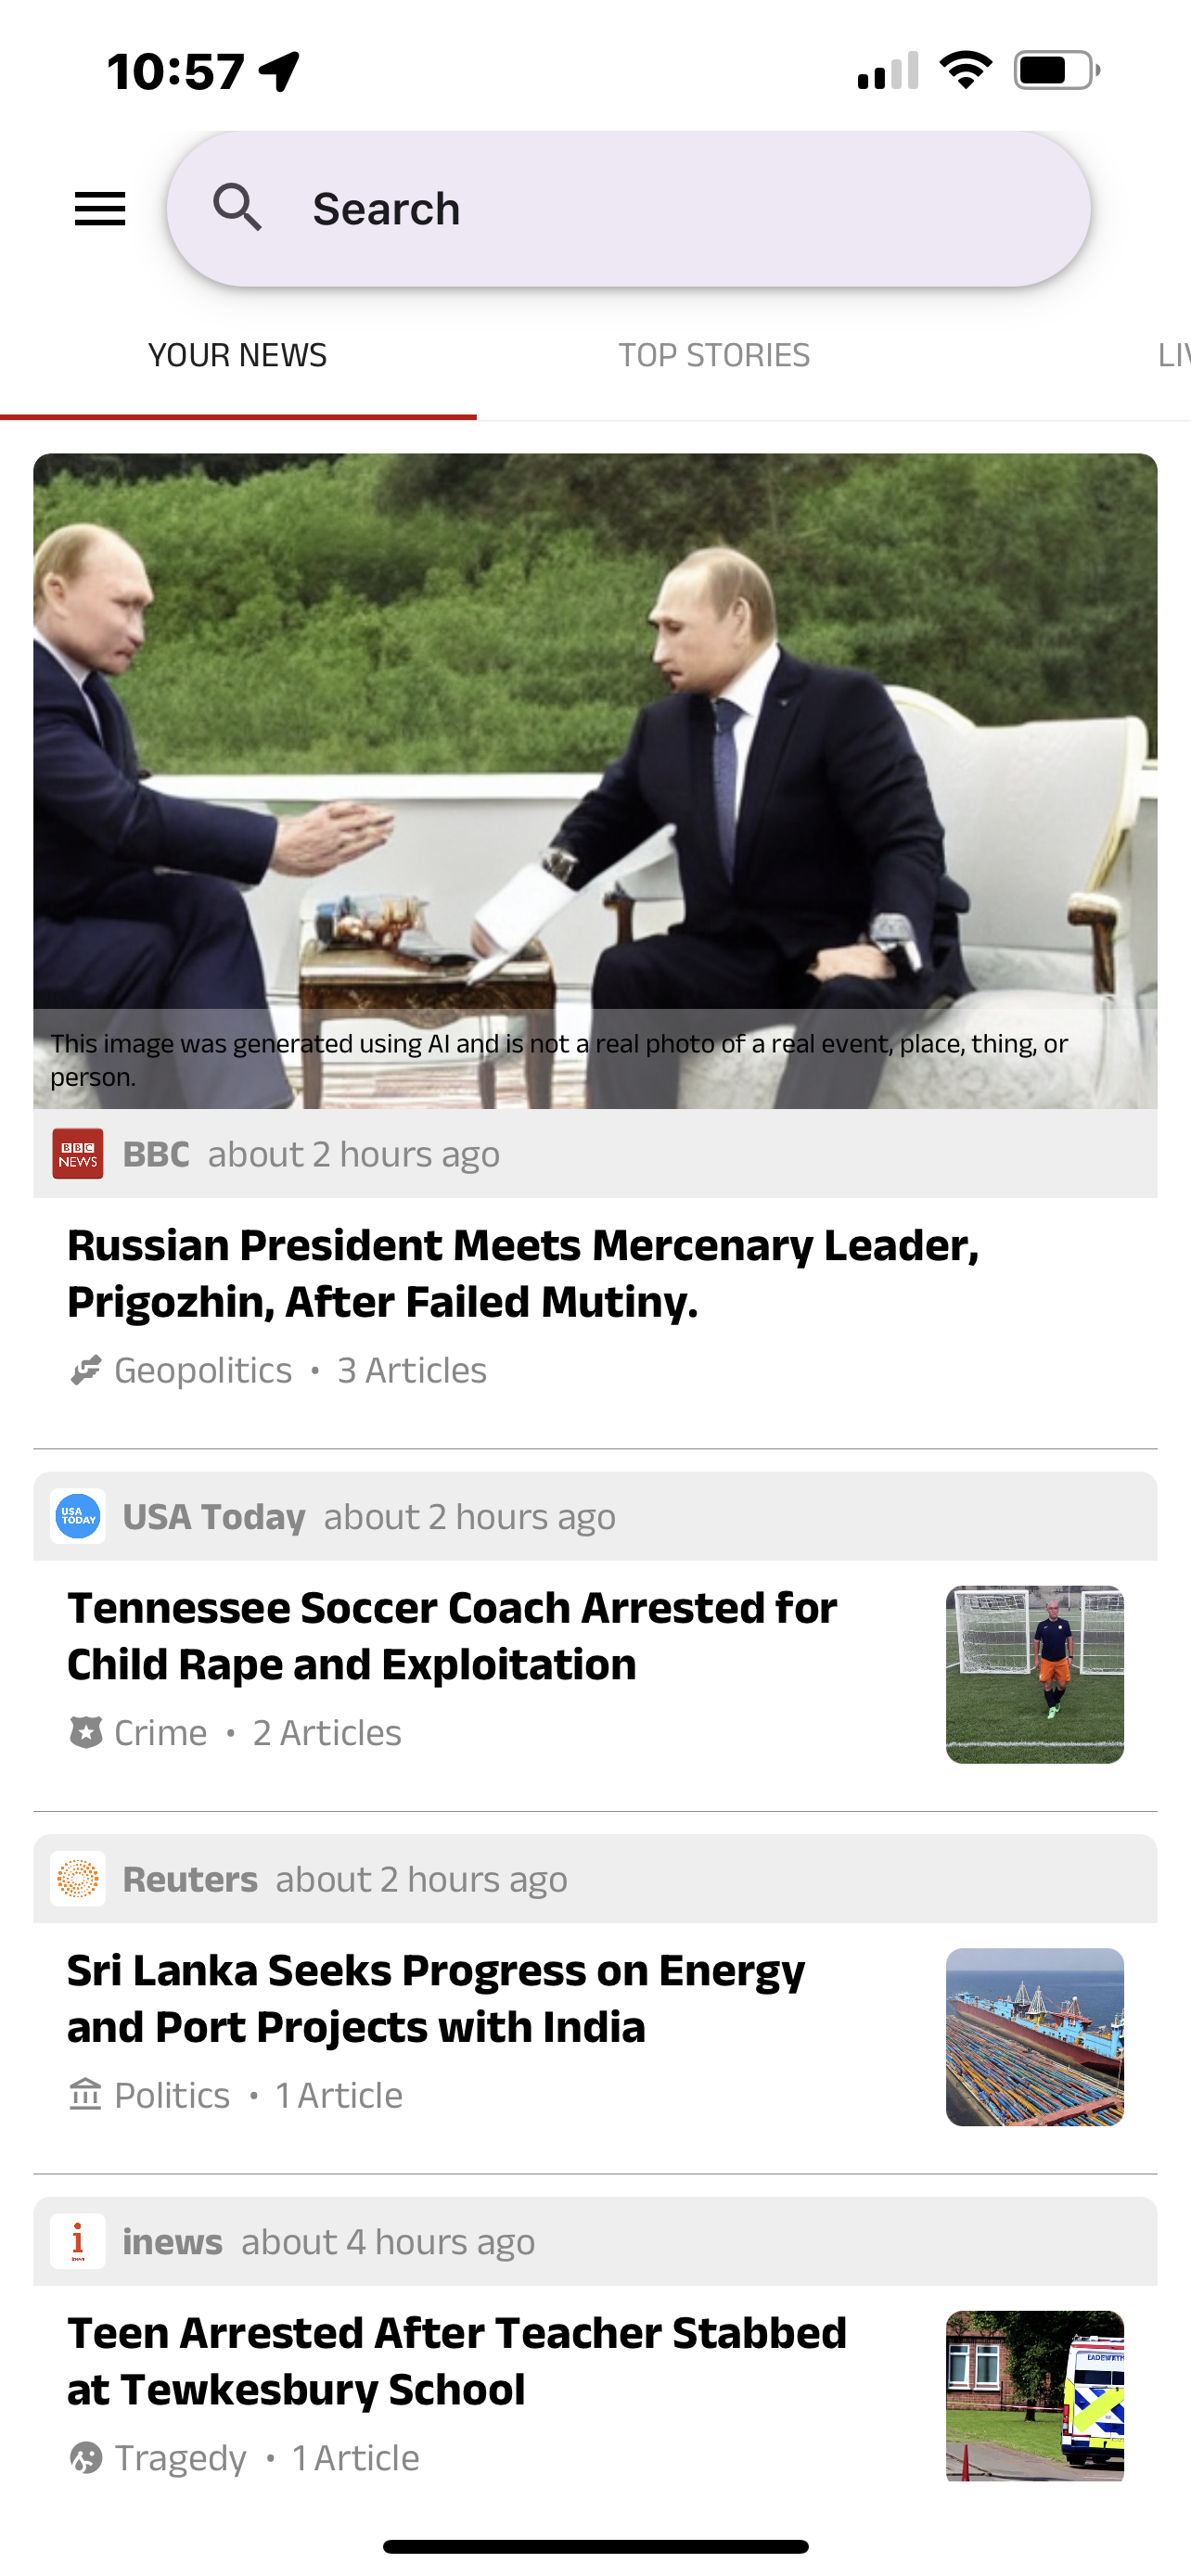 10:57
Search
YOUR NEWS
TOP STORIES
This image was generated using AI and is not a real photo of a real event, place, thing, or
person.
BBC NEWS
BBC about 2 hours ago
Russian President Meets Mercenary Leader,
Prigozhin, After Failed Mutiny.
Geopolitics • 3 Articles
USA
TODAY
USA Today about 2 hours ago
Tennessee Soccer Coach Arrested for
Child Rape and Exploitation
Crime • 2 Articles
Reuters about 2 hours ago
Sri Lanka Seeks Progress on Energy
and Port Projects with India
Politics • 1 Article
i
inews about 4 hours ago
Teen Arrested After Teacher Stabbed
at Tewkesbury School
Tragedy • 1 Article